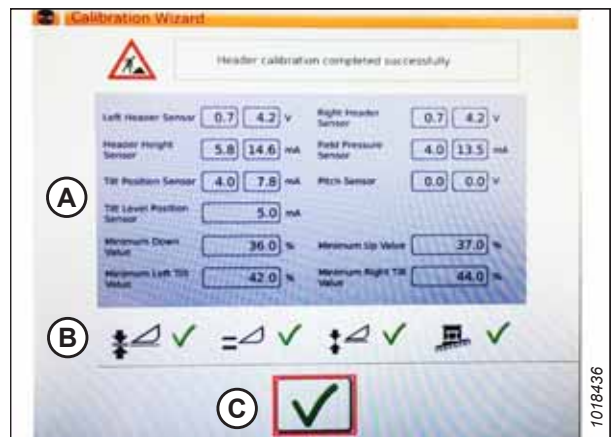 Calibration Wizard
Header calibration completed successfully
Left Header Sensor 0.7 4.2 v
Right Header Sensor 0.7 4.2 v
Header Height Sensor 5.8 14.6 mA
Field Pressure Sensor 4.0 13.5 mA
Tilt Position Sensor 4.0 7.8 mA
Pitch Sensor 0.0 0.0 v
A
Tilt Level Position Sensor 5.0 mA
Minimum Down Value 36.0 %
Minimum Up Value 37.0 %
Minimum Left Tilt Value 42.0 %
Minimum Right Tilt Value 44.0 %
B
C
1018436